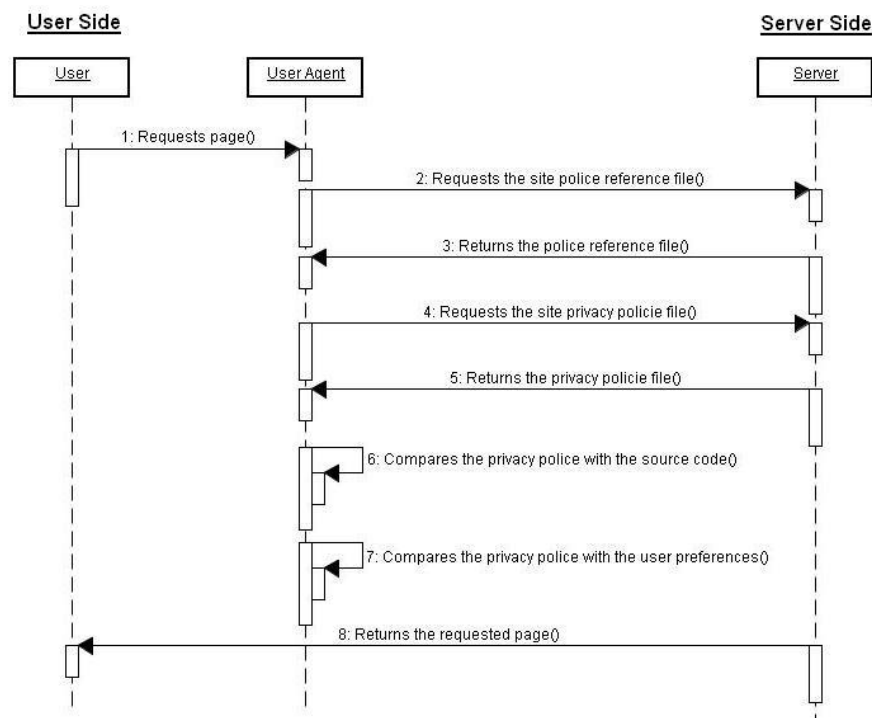 User Side
Server Side
User
User Agent
Server
1: Requests page()
2: Requests the site police reference file()
3: Returns the police reference file()
4: Requests the site privacy policie file()
5: Returns the privacy policie file()
6: Compares the privacy police with the source code()
7: Compares the privacy police with the user preferences()
8: Returns the requested page()